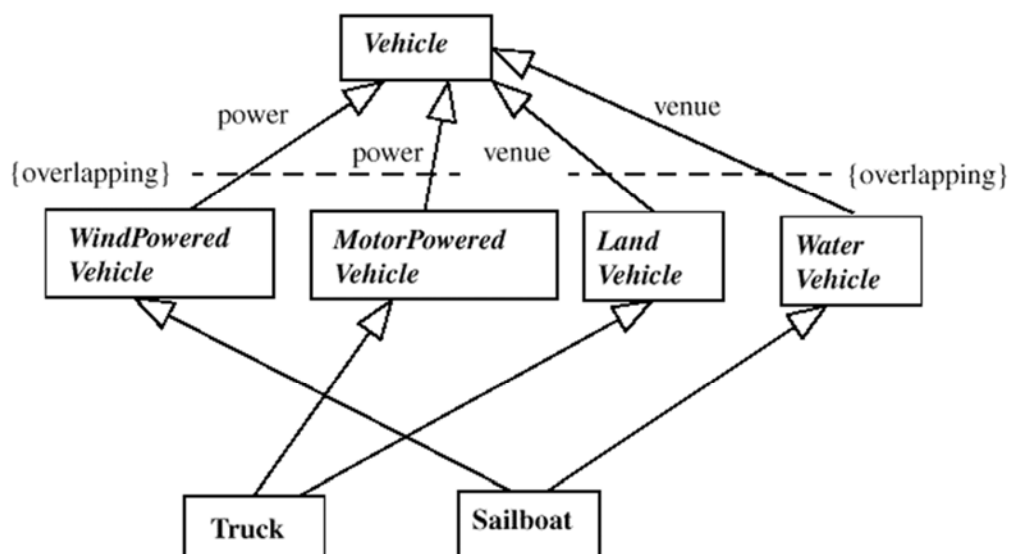 Vehicle
power
venue
power
venue
{overlapping}
{overlapping}
WindPowered
Vehicle
MotorPowered
Vehicle
Land
Vehicle
Water
Vehicle
Truck
Sailboat